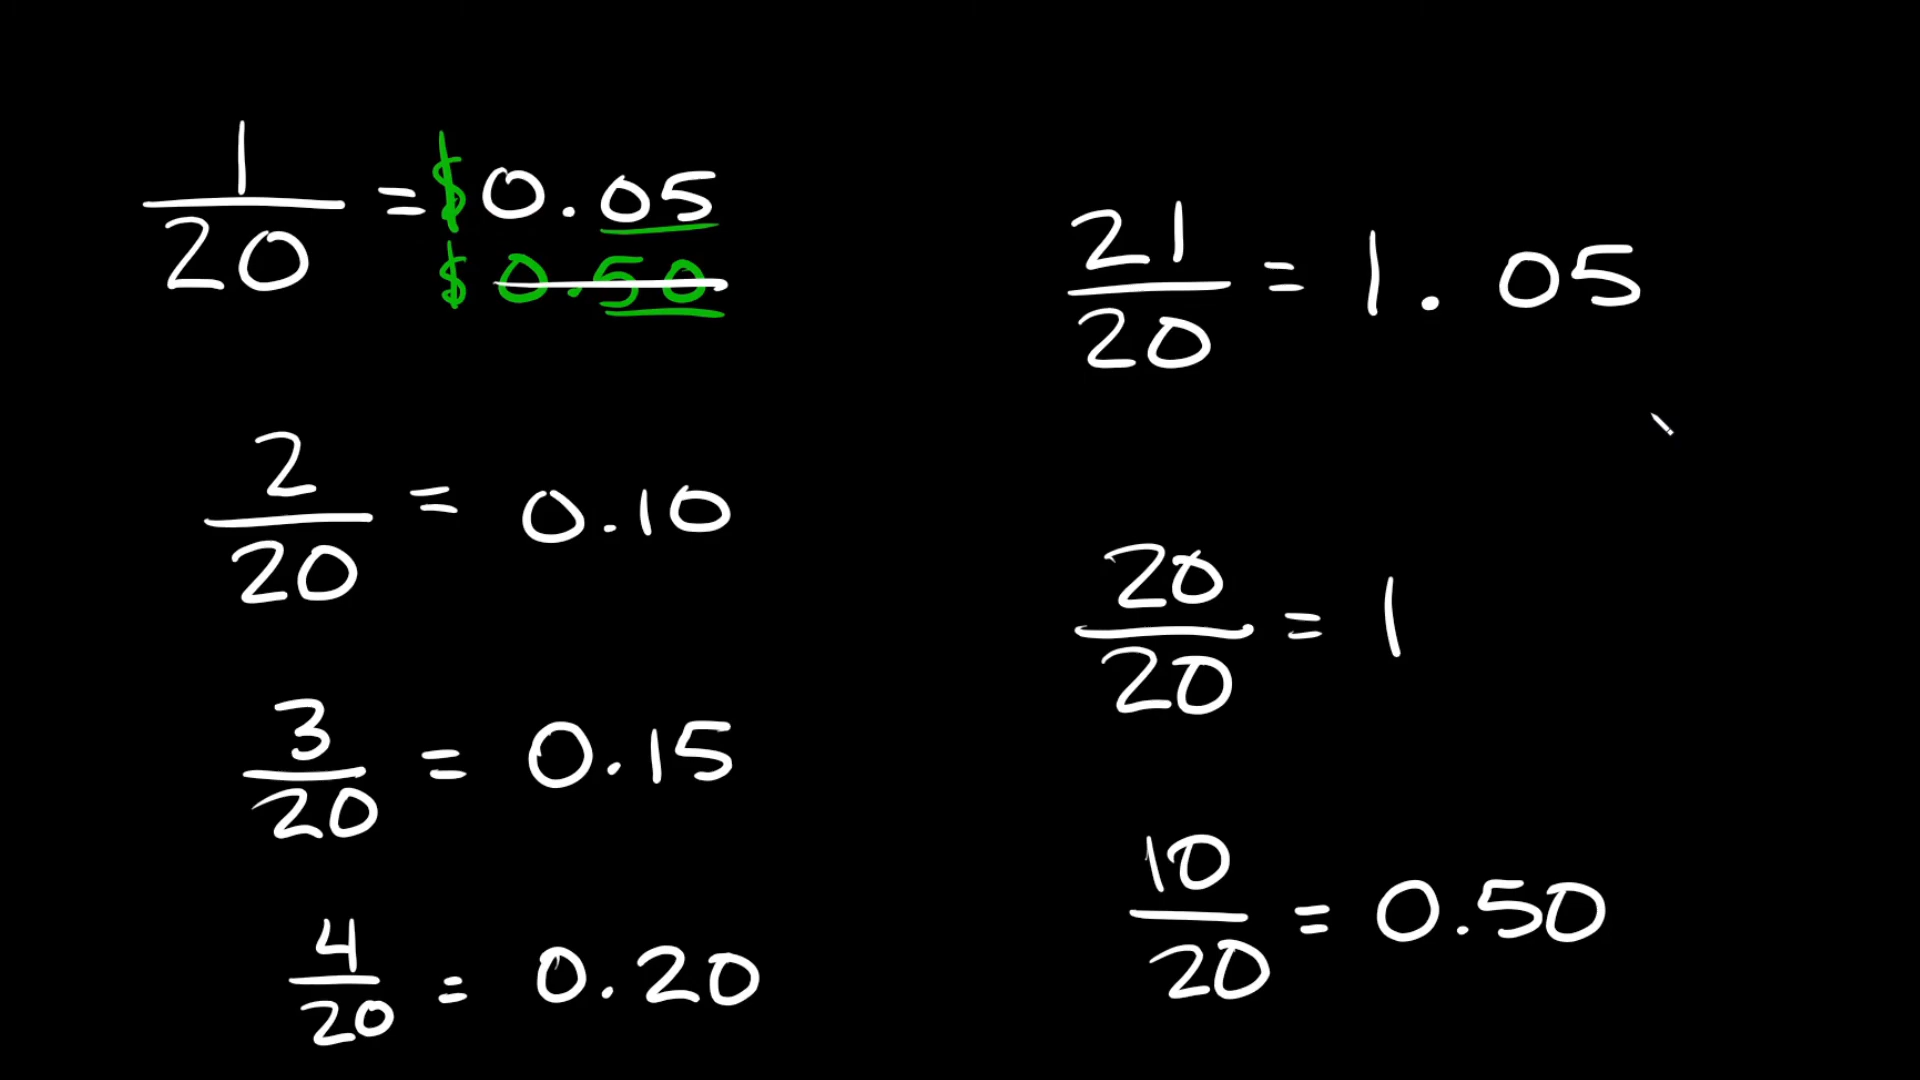 1/20 = $0.05
$0.50
2/20 = 0.10
3/20 = 0.15
4/20 = 0.20
21/20 = 1.05
20/20 = 1
10/20 = 0.50